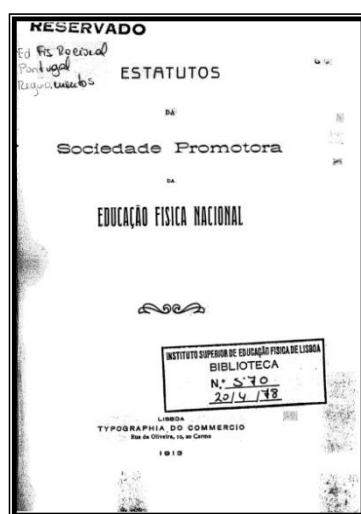 RESERVADO
Ed Fis Nacional
Portugal
Regulamentos
ESTATUTOS
DA
Sociedade Promotora
DA
EDUCAÇÃO FISICA NACIONAL
INSTITUTO SUPERIOR DE EDUCAÇÃO FISICA DE LISBOA
BIBLIOTECA
N.º 570
20/4/78
LISBOA
TYPOGRAPHIA DO COMMERCIO
Rua da Oliveira, 10, ao Carmo
1913